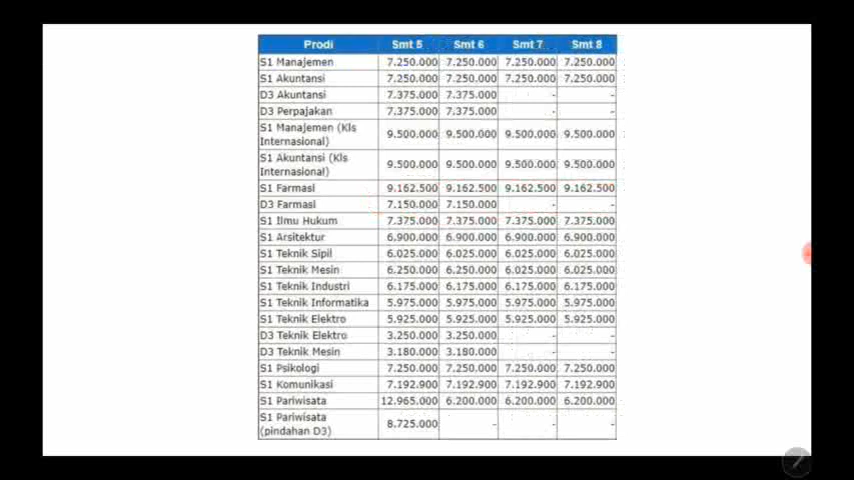 Prodi Smt 5 Smt 6 Smt 7 Smt 8
S1 Manajemen 7.250.000 7.250.000 7.250.000 7.250.000
S1 Akuntansi 7.250.000 7.250.000 7.250.000 7.250.000
D3 Akuntansi 7.375.000 7.375.000 - -
D3 Perpajakan 7.375.000 7.375.000 - -
S1 Manajemen (Kls
Internasional) 9.500.000 9.500.000 9.500.000 9.500.000
S1 Akuntansi (Kls
Internasional) 9.500.000 9.500.000 9.500.000 9.500.000
S1 Farmasi 9.162.500 9.162.500 9.162.500 9.162.500
D3 Farmasi 7.150.000 7.150.000 - -
S1 Ilmu Hukum 7.375.000 7.375.000 7.375.000 7.375.000
S1 Arsitektur 6.900.000 6.900.000 6.900.000 6.900.000
S1 Teknik Sipil 6.025.000 6.025.000 6.025.000 6.025.000
S1 Teknik Mesin 6.250.000 6.250.000 6.025.000 6.025.000
S1 Teknik Industri 6.175.000 6.175.000 6.175.000 6.175.000
S1 Teknik Informatika 5.975.000 5.975.000 5.975.000 5.975.000
S1 Teknik Elektro 5.925.000 5.925.000 5.925.000 5.925.000
D3 Teknik Elektro 3.250.000 3.250.000 - -
D3 Teknik Mesin 3.180.000 3.180.000 - -
S1 Psikologi 7.250.000 7.250.000 7.250.000 7.250.000
S1 Komunikasi 7.192.900 7.192.900 7.192.900 7.192.900
S1 Pariwisata 12.965.000 6.200.000 6.200.000 6.200.000
S1 Pariwisata
(pindahan D3) 8.725.000 - - -